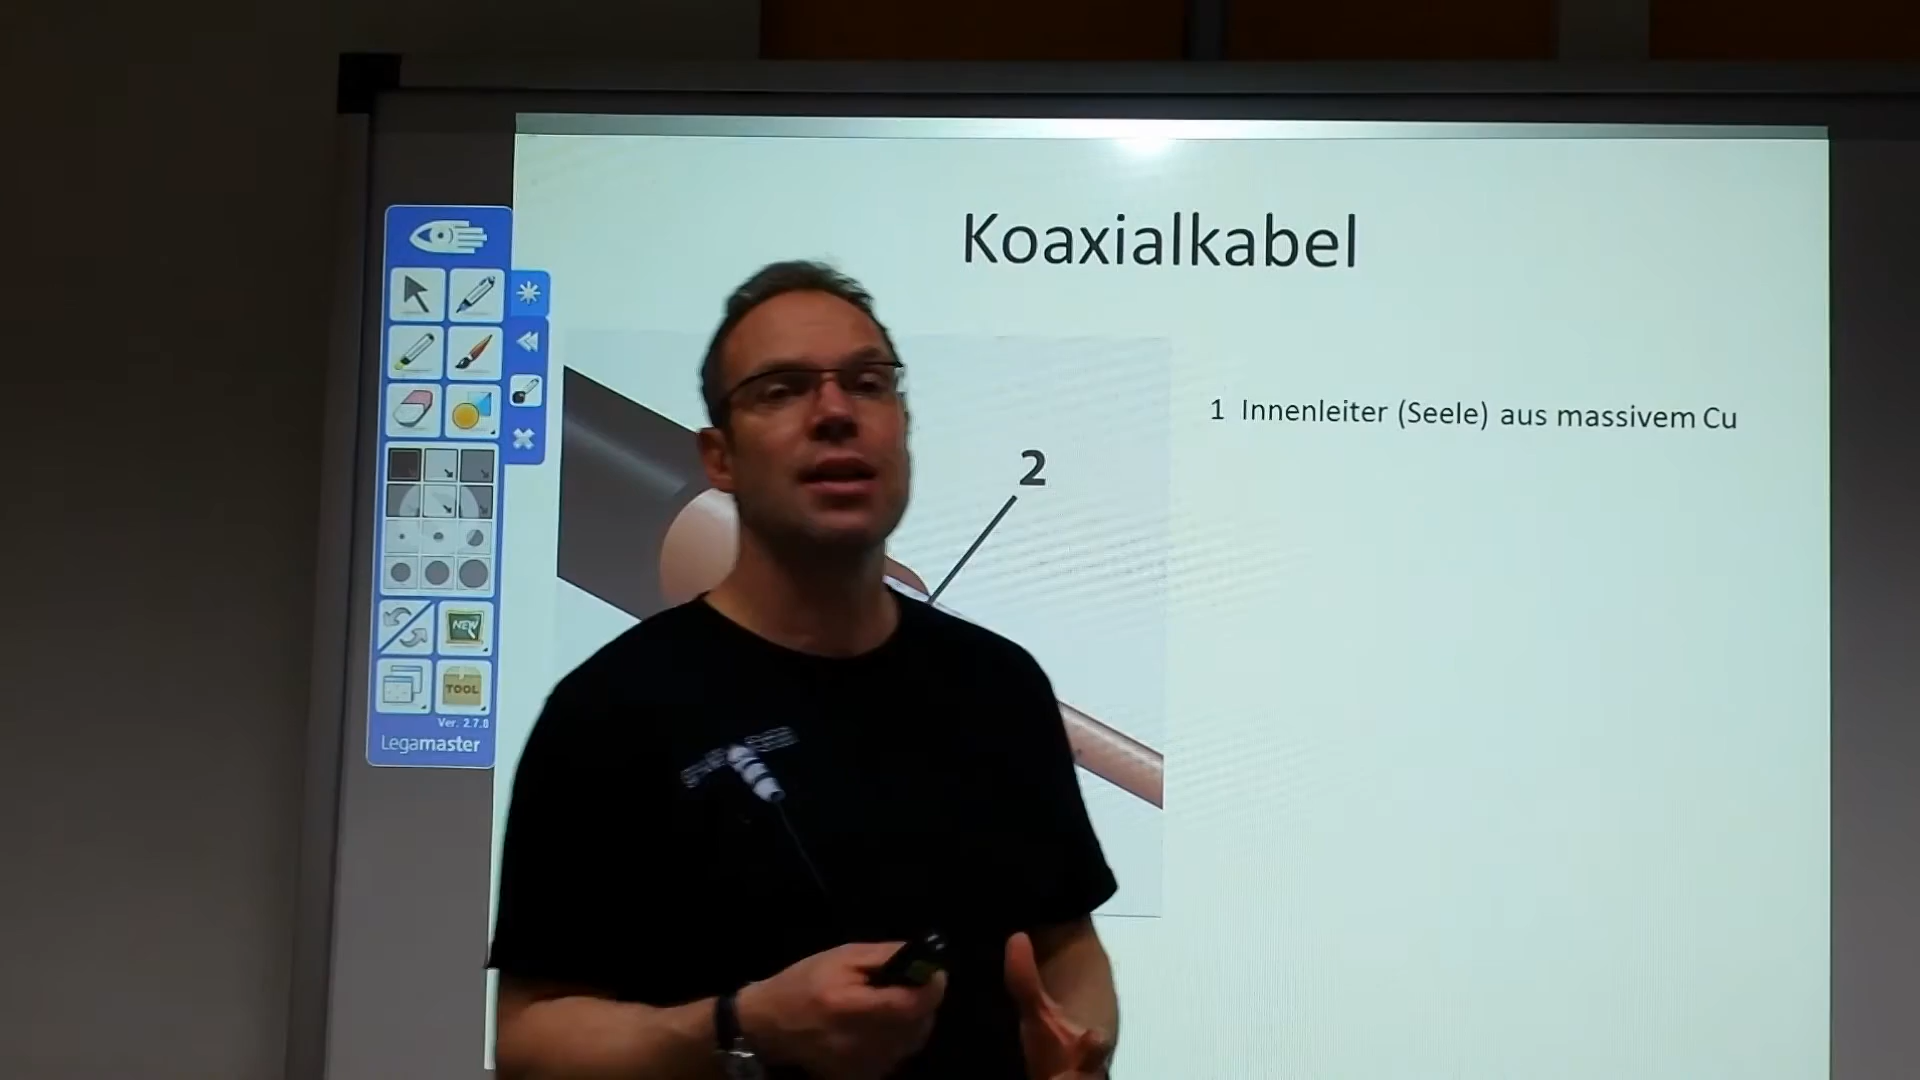 Koaxialkabel
1 Innenleiter (Seele) aus massivem Cu
2
NEW
TOOL
Ver. 2.7.8
Legamaster